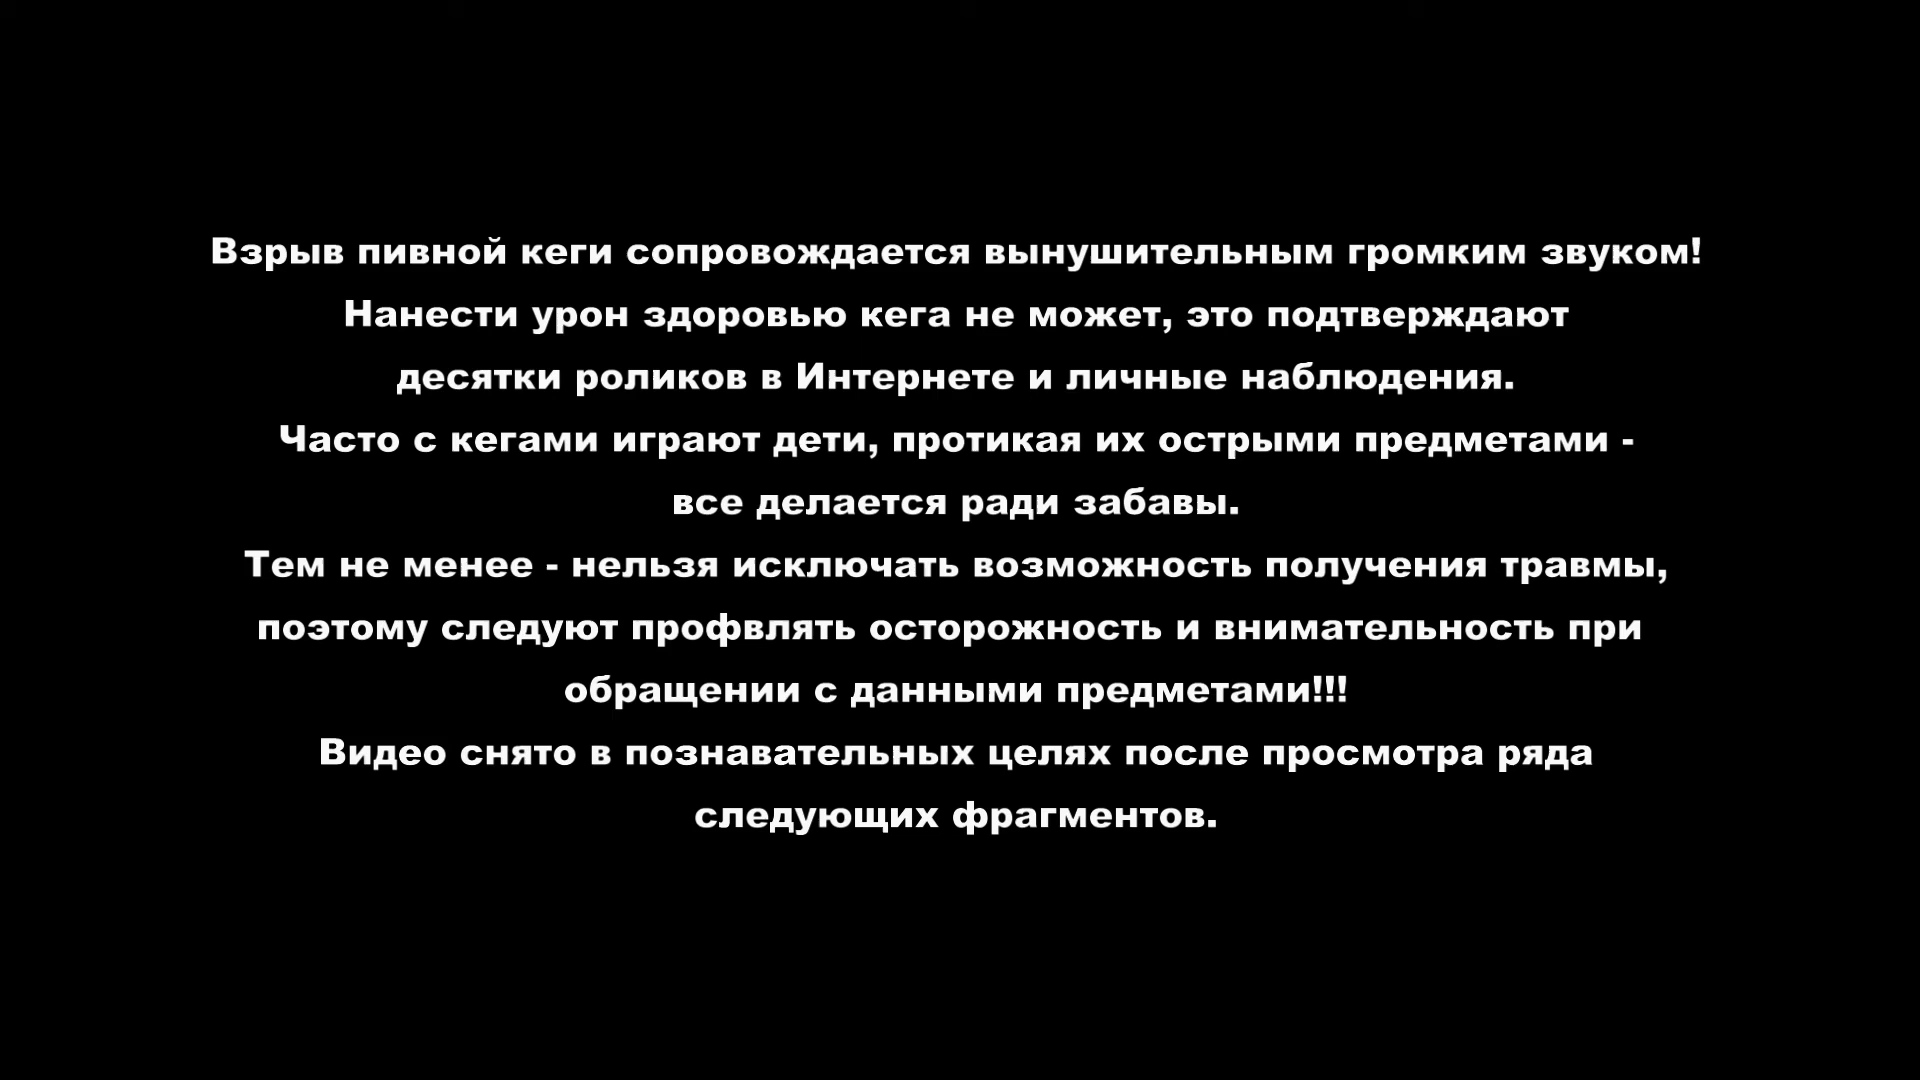 Взрыв пивной кеги сопровождается вынушительным громким звуком!
Нанести урон здоровью кега не может, это подтверждают
десятки роликов в Интернете и личные наблюдения.
Часто с кегами играют дети, протикая их острыми предметами -
все делается ради забавы.
Тем не менее - нельзя исключать возможность получения травмы,
поэтому следуют профвлять осторожность и внимательность при
обращении с данными предметами!!!
Видео снято в познавательных целях после просмотра ряда
следующих фрагментов.